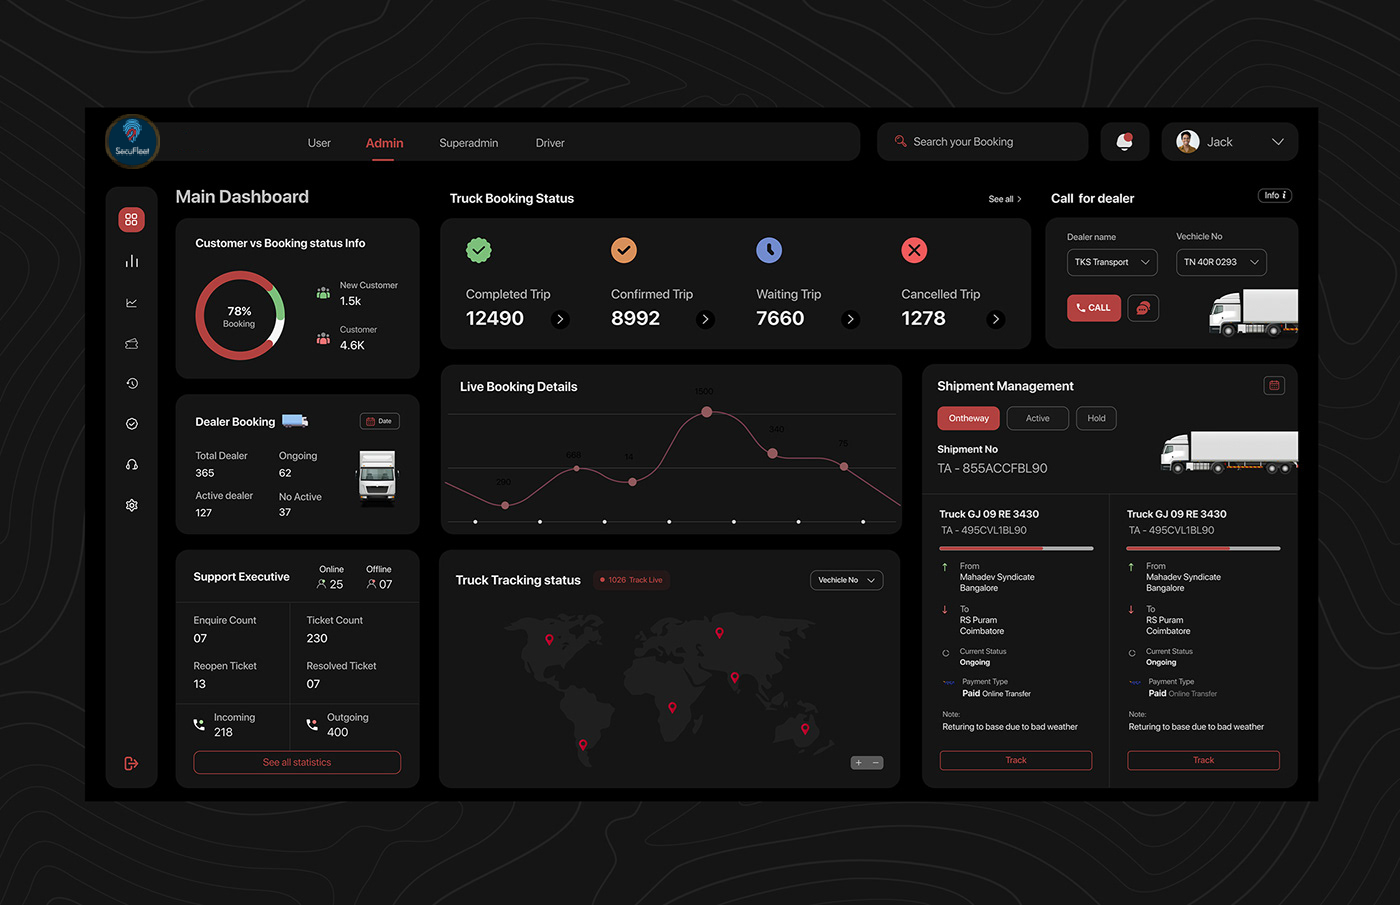 SecuFleet
User
Admin
Superadmin
Driver
Search your Booking
Jack
Main Dashboard
Customer vs Booking status Info
78%
Booking
New Customer
1.5k
Customer
4.6K
Dealer Booking
Date
Total Dealer
365
Ongoing
62
Active dealer
127
No Active
37
Support Executive
Online
25
Offline
07
Enquire Count
07
Ticket Count
230
Reopen Ticket
13
Resolved Ticket
07
Incoming
218
Outgoing
400
See all statistics
Truck Booking Status
See all
Completed Trip
12490
Confirmed Trip
8992
Waiting Trip
7660
Cancelled Trip
1278
Call for dealer
Info i
Dealer name
TKS Transport
Vechicle No
TN 40R 0293
CALL
Live Booking Details
290
668
14
1500
340
75
Truck Tracking status
1026 Track Live
Vechicle No
+ −
Shipment Management
Ontheway
Active
Hold
Shipment No
TA - 855ACCFBL90
Truck GJ 09 RE 3430
TA - 495CVL1BL90
From
Mahadev Syndicate
Bangalore
To
RS Puram
Coimbatore
Current Status
Ongoing
Payment Type
Paid Online Transfer
Note:
Returing to base due to bad weather
Track
Truck GJ 09 RE 3430
TA - 495CVL1BL90
From
Mahadev Syndicate
Bangalore
To
RS Puram
Coimbatore
Current Status
Ongoing
Payment Type
Paid Online Transfer
Note:
Returing to base due to bad weather
Track